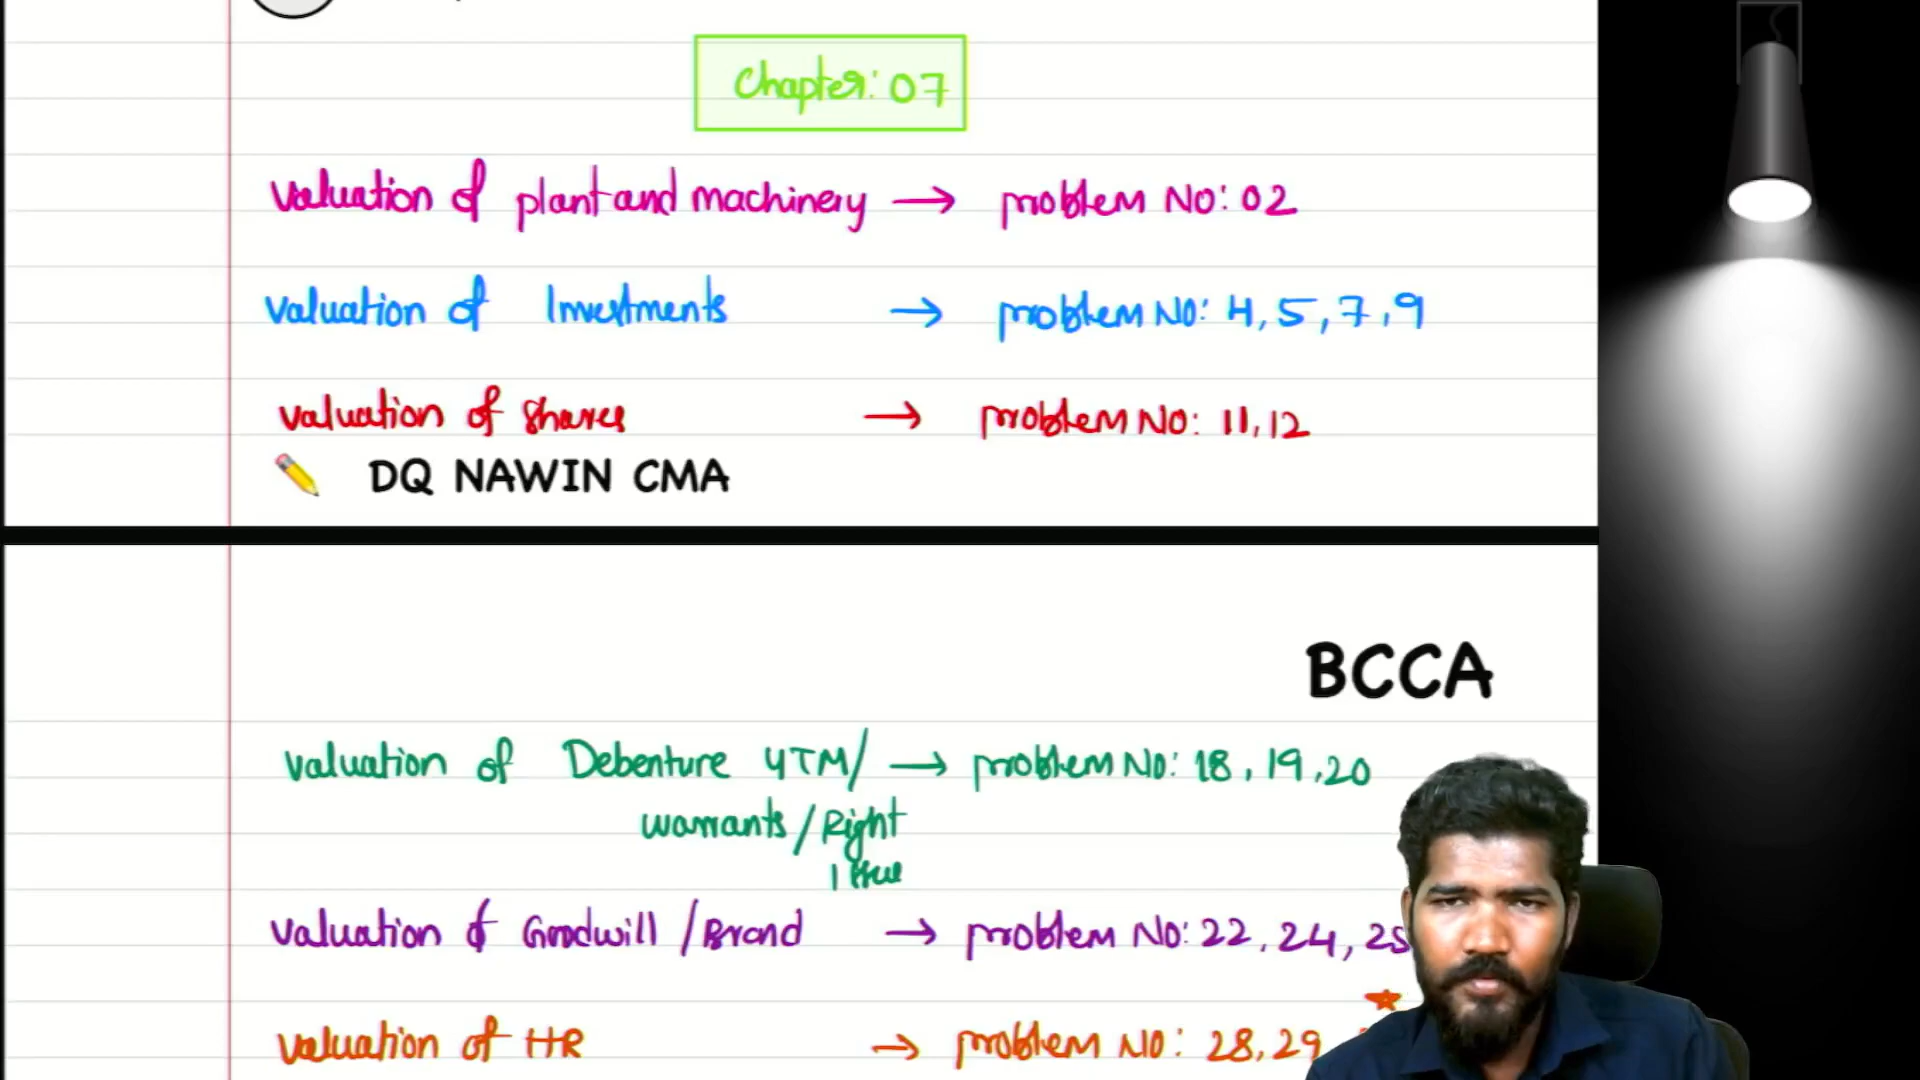 Chapter: 07
Valuation of plant and machinery → problem No: 02
Valuation of Investments → problem No: 4, 5, 7, 9
Valuation of Shares → problem No: 11, 12
DQ NAWIN CMA
BCCA
Valuation of Debenture YTM/ → problem No: 18, 19, 20
warrants / Right
Issue
Valuation of Goodwill / Brand → problem No: 22, 24, 25
Valuation of HR → problem No: 28, 29